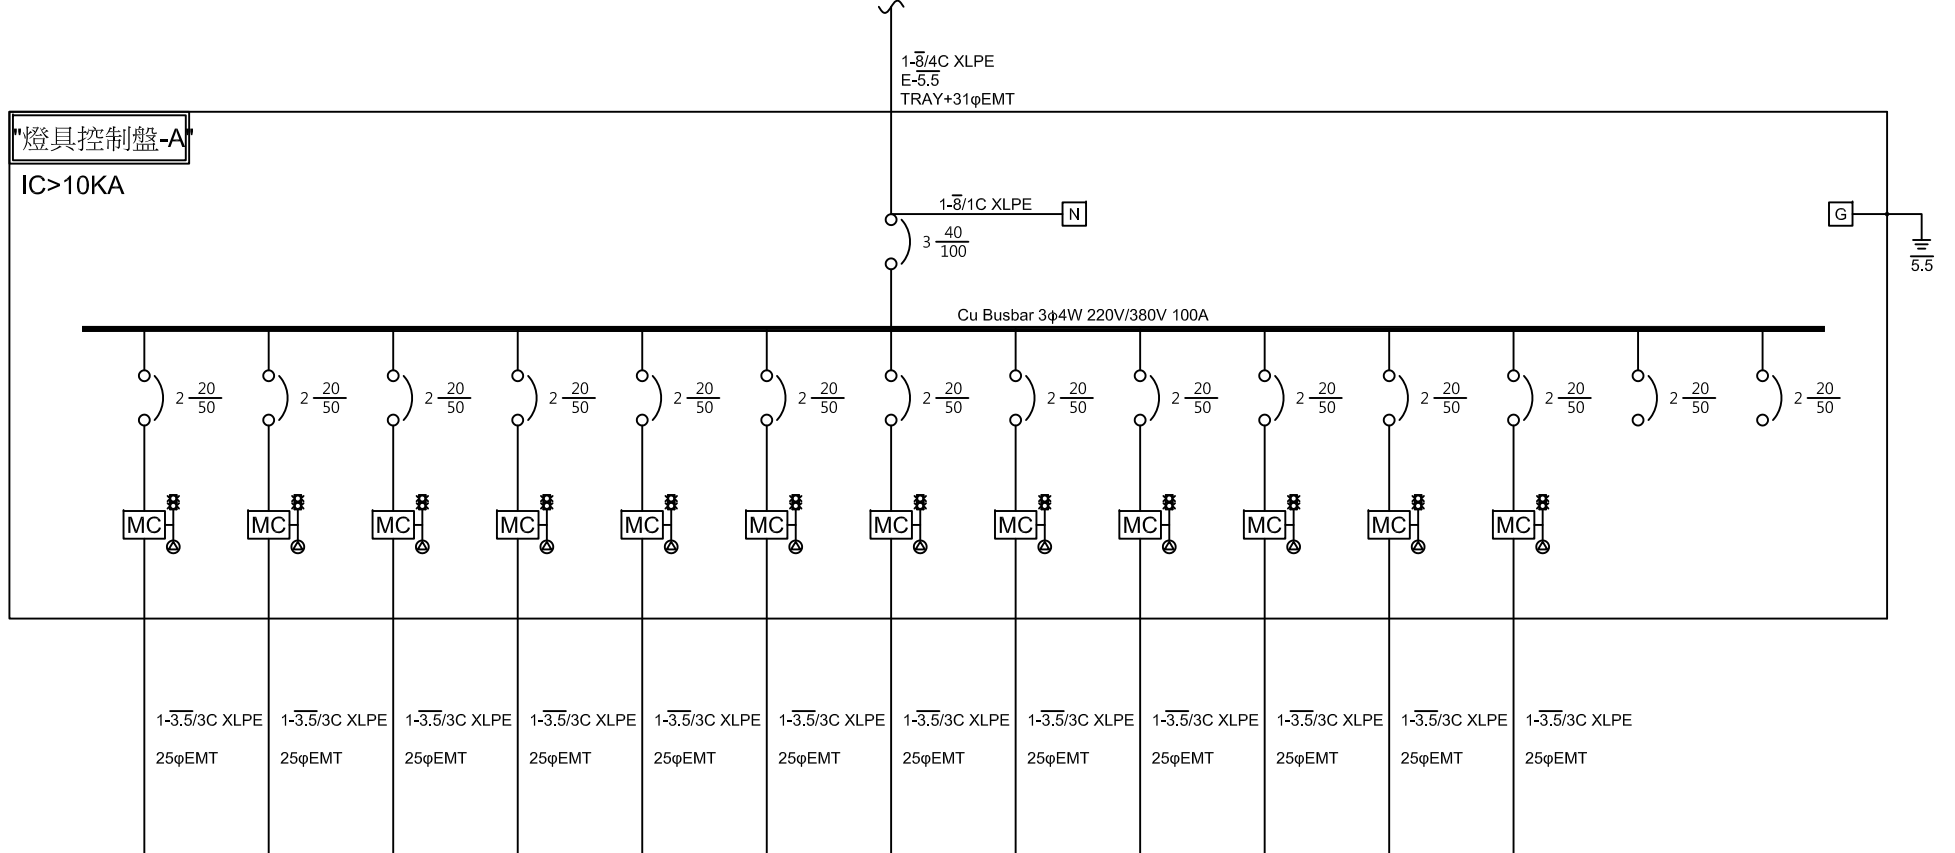 1-8/4C XLPE
E-5.5
TRAY+31φEMT
"燈具控制盤-A"
IC>10KA
1-8/1C XLPE
N
G
3 40/100
5.5
Cu Busbar 3ϕ4W 220V/380V 100A
2 20/50
2 20/50
2 20/50
2 20/50
2 20/50
2 20/50
2 20/50
2 20/50
2 20/50
2 20/50
2 20/50
2 20/50
2 20/50
2 20/50
MC
MC
MC
MC
MC
MC
MC
MC
MC
MC
MC
MC
1-3.5/3C XLPE
1-3.5/3C XLPE
1-3.5/3C XLPE
1-3.5/3C XLPE
1-3.5/3C XLPE
1-3.5/3C XLPE
1-3.5/3C XLPE
1-3.5/3C XLPE
1-3.5/3C XLPE
1-3.5/3C XLPE
1-3.5/3C XLPE
1-3.5/3C XLPE
25φEMT
25φEMT
25φEMT
25φEMT
25φEMT
25φEMT
25φEMT
25φEMT
25φEMT
25φEMT
25φEMT
25φEMT